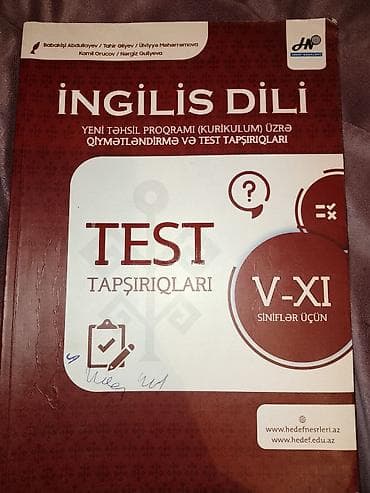 Babakişi Abdullayev / Tahir Əliyev / Ülviyyə Məhərrəmova
Kamil Orucov / Nərgiz Quliyeva
HN
İNGİLİS DİLİ
YENİ TƏHSİL PROQRAMI (KURİKULUM) ÜZRƏ
QİYMƏTLƏNDİRMƏ VƏ TEST TAPŞIRIQLARI
TEST
TAPŞIRIQLARI
V-XI
SİNİFLƏR ÜÇÜN
www.hedefnesrleri.az
www.hedef.edu.az